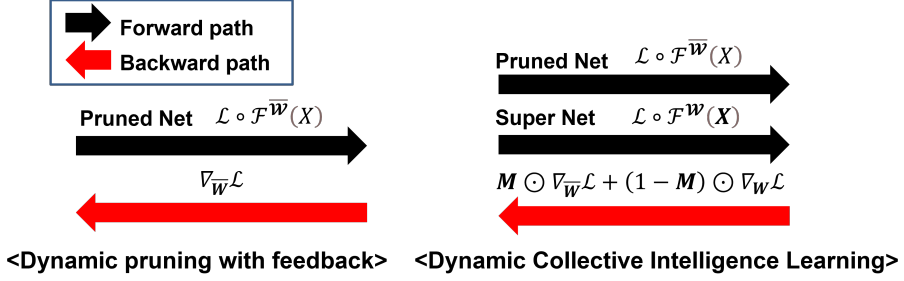 Forward path
Backward path
Pruned Net ℒ ∘ ℱ^𝓦̅(X)
∇_W̅ ℒ
<Dynamic pruning with feedback>
Pruned Net ℒ ∘ ℱ^𝓦̅(X)
Super Net ℒ ∘ ℱ^𝓦(X)
M ⊙ ∇_W̅ ℒ + (1 − M) ⊙ ∇_W ℒ
<Dynamic Collective Intelligence Learning>